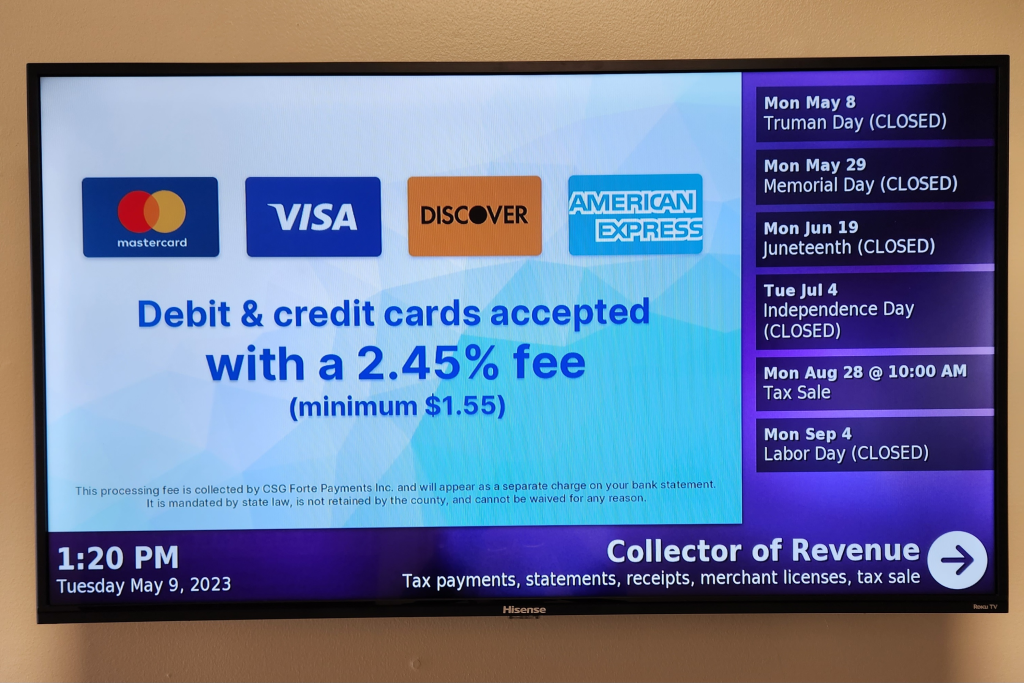 mastercard
VISA
DISCOVER
AMERICAN
EXPRESS
Debit & credit cards accepted
with a 2.45% fee
(minimum $1.55)
This processing fee is collected by CSG Forte Payments Inc. and will appear as a separate charge on your bank statement.
It is mandated by state law, is not retained by the county, and cannot be waived for any reason.
Mon May 8
Truman Day (CLOSED)
Mon May 29
Memorial Day (CLOSED)
Mon Jun 19
Juneteenth (CLOSED)
Tue Jul 4
Independence Day
(CLOSED)
Mon Aug 28 @ 10:00 AM
Tax Sale
Mon Sep 4
Labor Day (CLOSED)
1:20 PM
Tuesday May 9, 2023
Collector of Revenue
Tax payments, statements, receipts, merchant licenses, tax sale
Hisense
Roku TV